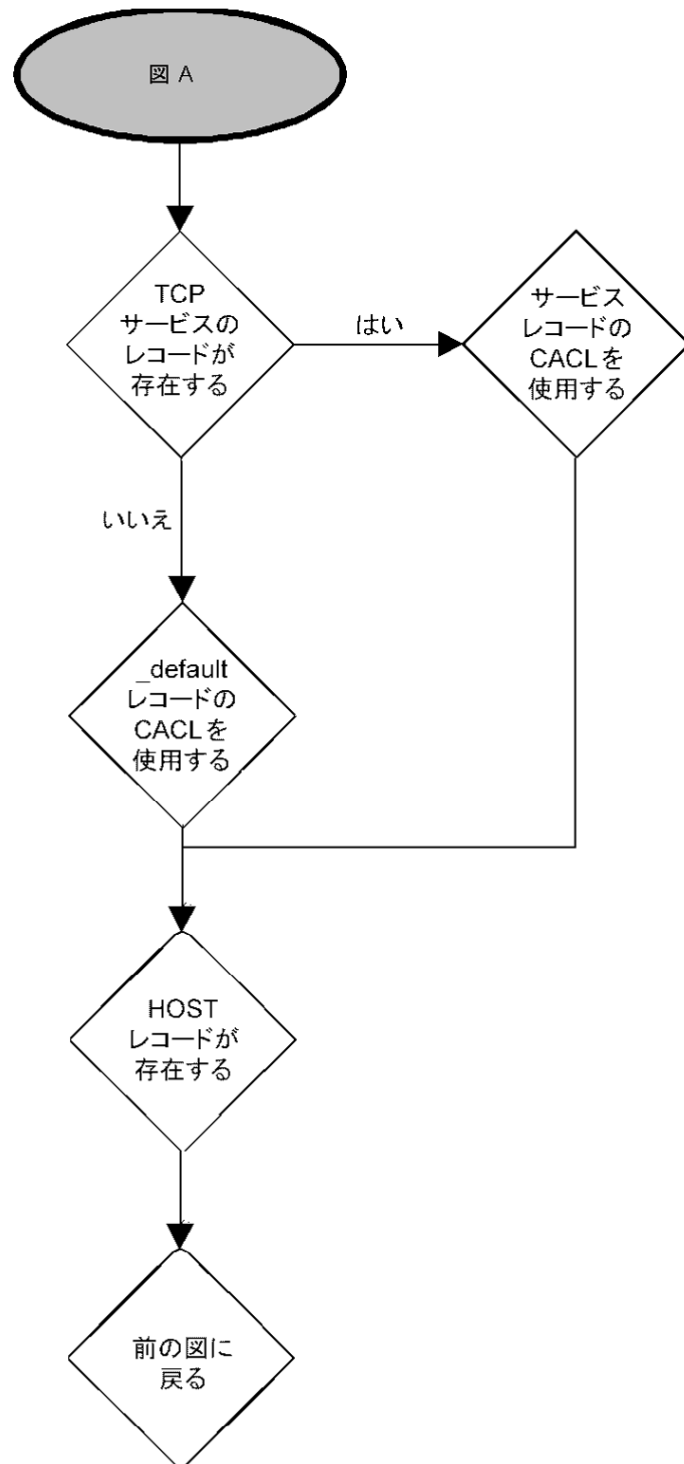 図 A
TCP
サービスの
レコードが
存在する
はい
サービス
レコードの
CACLを
使用する
いいえ
_default
レコードの
CACLを
使用する
HOST
レコードが
存在する
前の図に
戻る